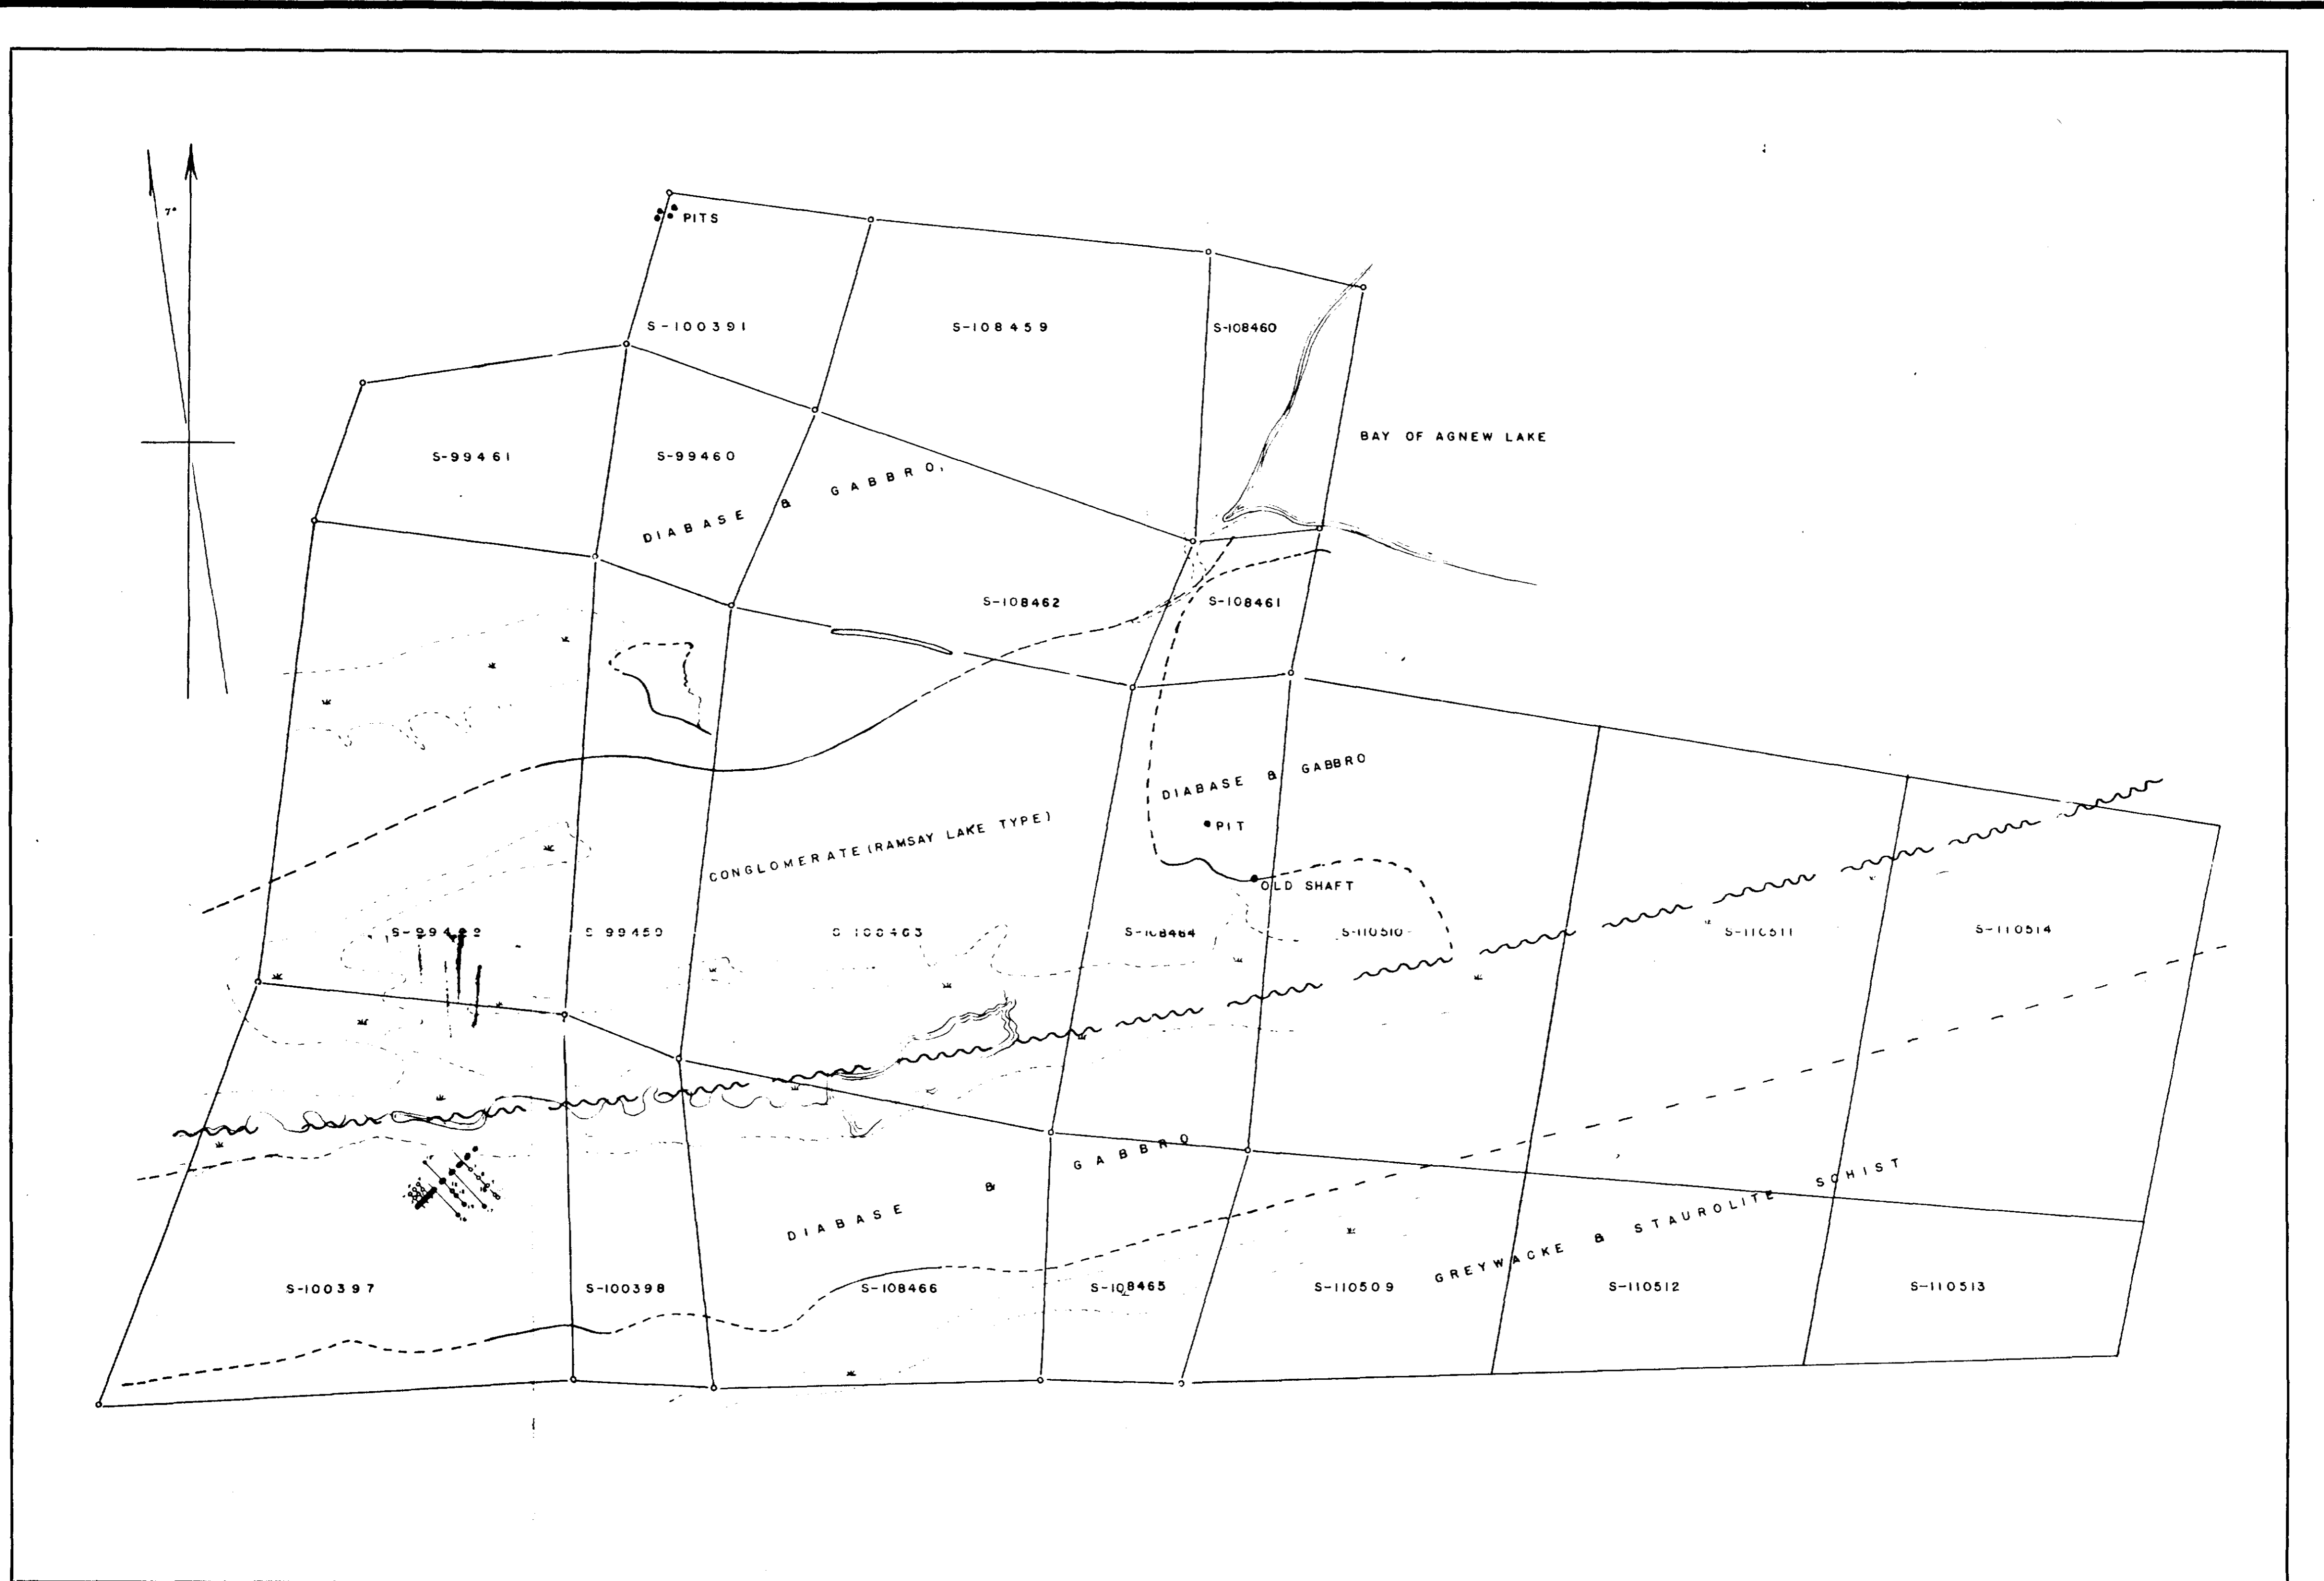 7°
PITS
S-100391
S-108459
S-108460
BAY OF AGNEW LAKE
S-99461
S-99460
DIABASE & GABBRO,
S-108462
S-108461
DIABASE & GABBRO
PIT
CONGLOMERATE (RAMSAY LAKE TYPE)
OLD SHAFT
S-99459
S-108463
S-108464
S-110510
S-110511
S-110514
DIABASE & GABBRO
GREYWACKE & STAUROLITE SCHIST
S-100397
S-100398
S-108466
S-108465
S-110509
S-110512
S-110513